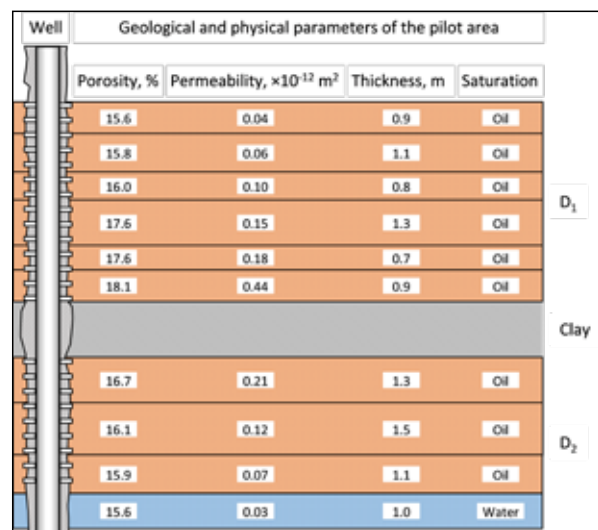 Well Geological and physical parameters of the pilot area
Porosity, % Permeability, ×10⁻¹² m² Thickness, m Saturation
15.6 0.04 0.9 Oil
15.8 0.06 1.1 Oil
16.0 0.10 0.8 Oil
D₁
17.6 0.15 1.3 Oil
17.6 0.18 0.7 Oil
18.1 0.44 0.9 Oil
Clay
16.7 0.21 1.3 Oil
16.1 0.12 1.5 Oil
D₂
15.9 0.07 1.1 Oil
15.6 0.03 1.0 Water